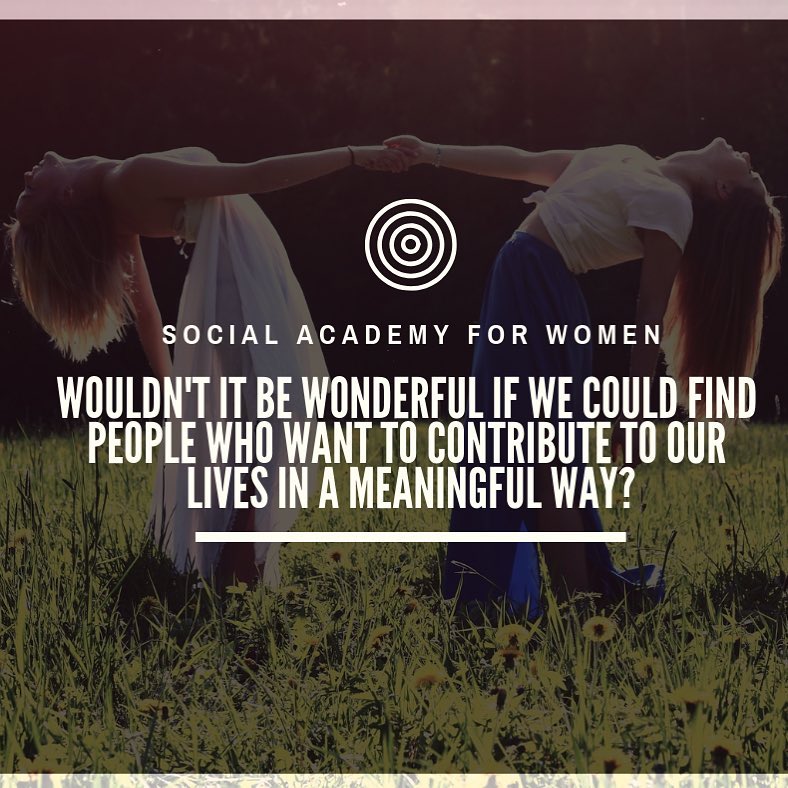 SOCIAL ACADEMY FOR WOMEN
WOULDN'T IT BE WONDERFUL IF WE COULD FIND
PEOPLE WHO WANT TO CONTRIBUTE TO OUR
LIVES IN A MEANINGFUL WAY?